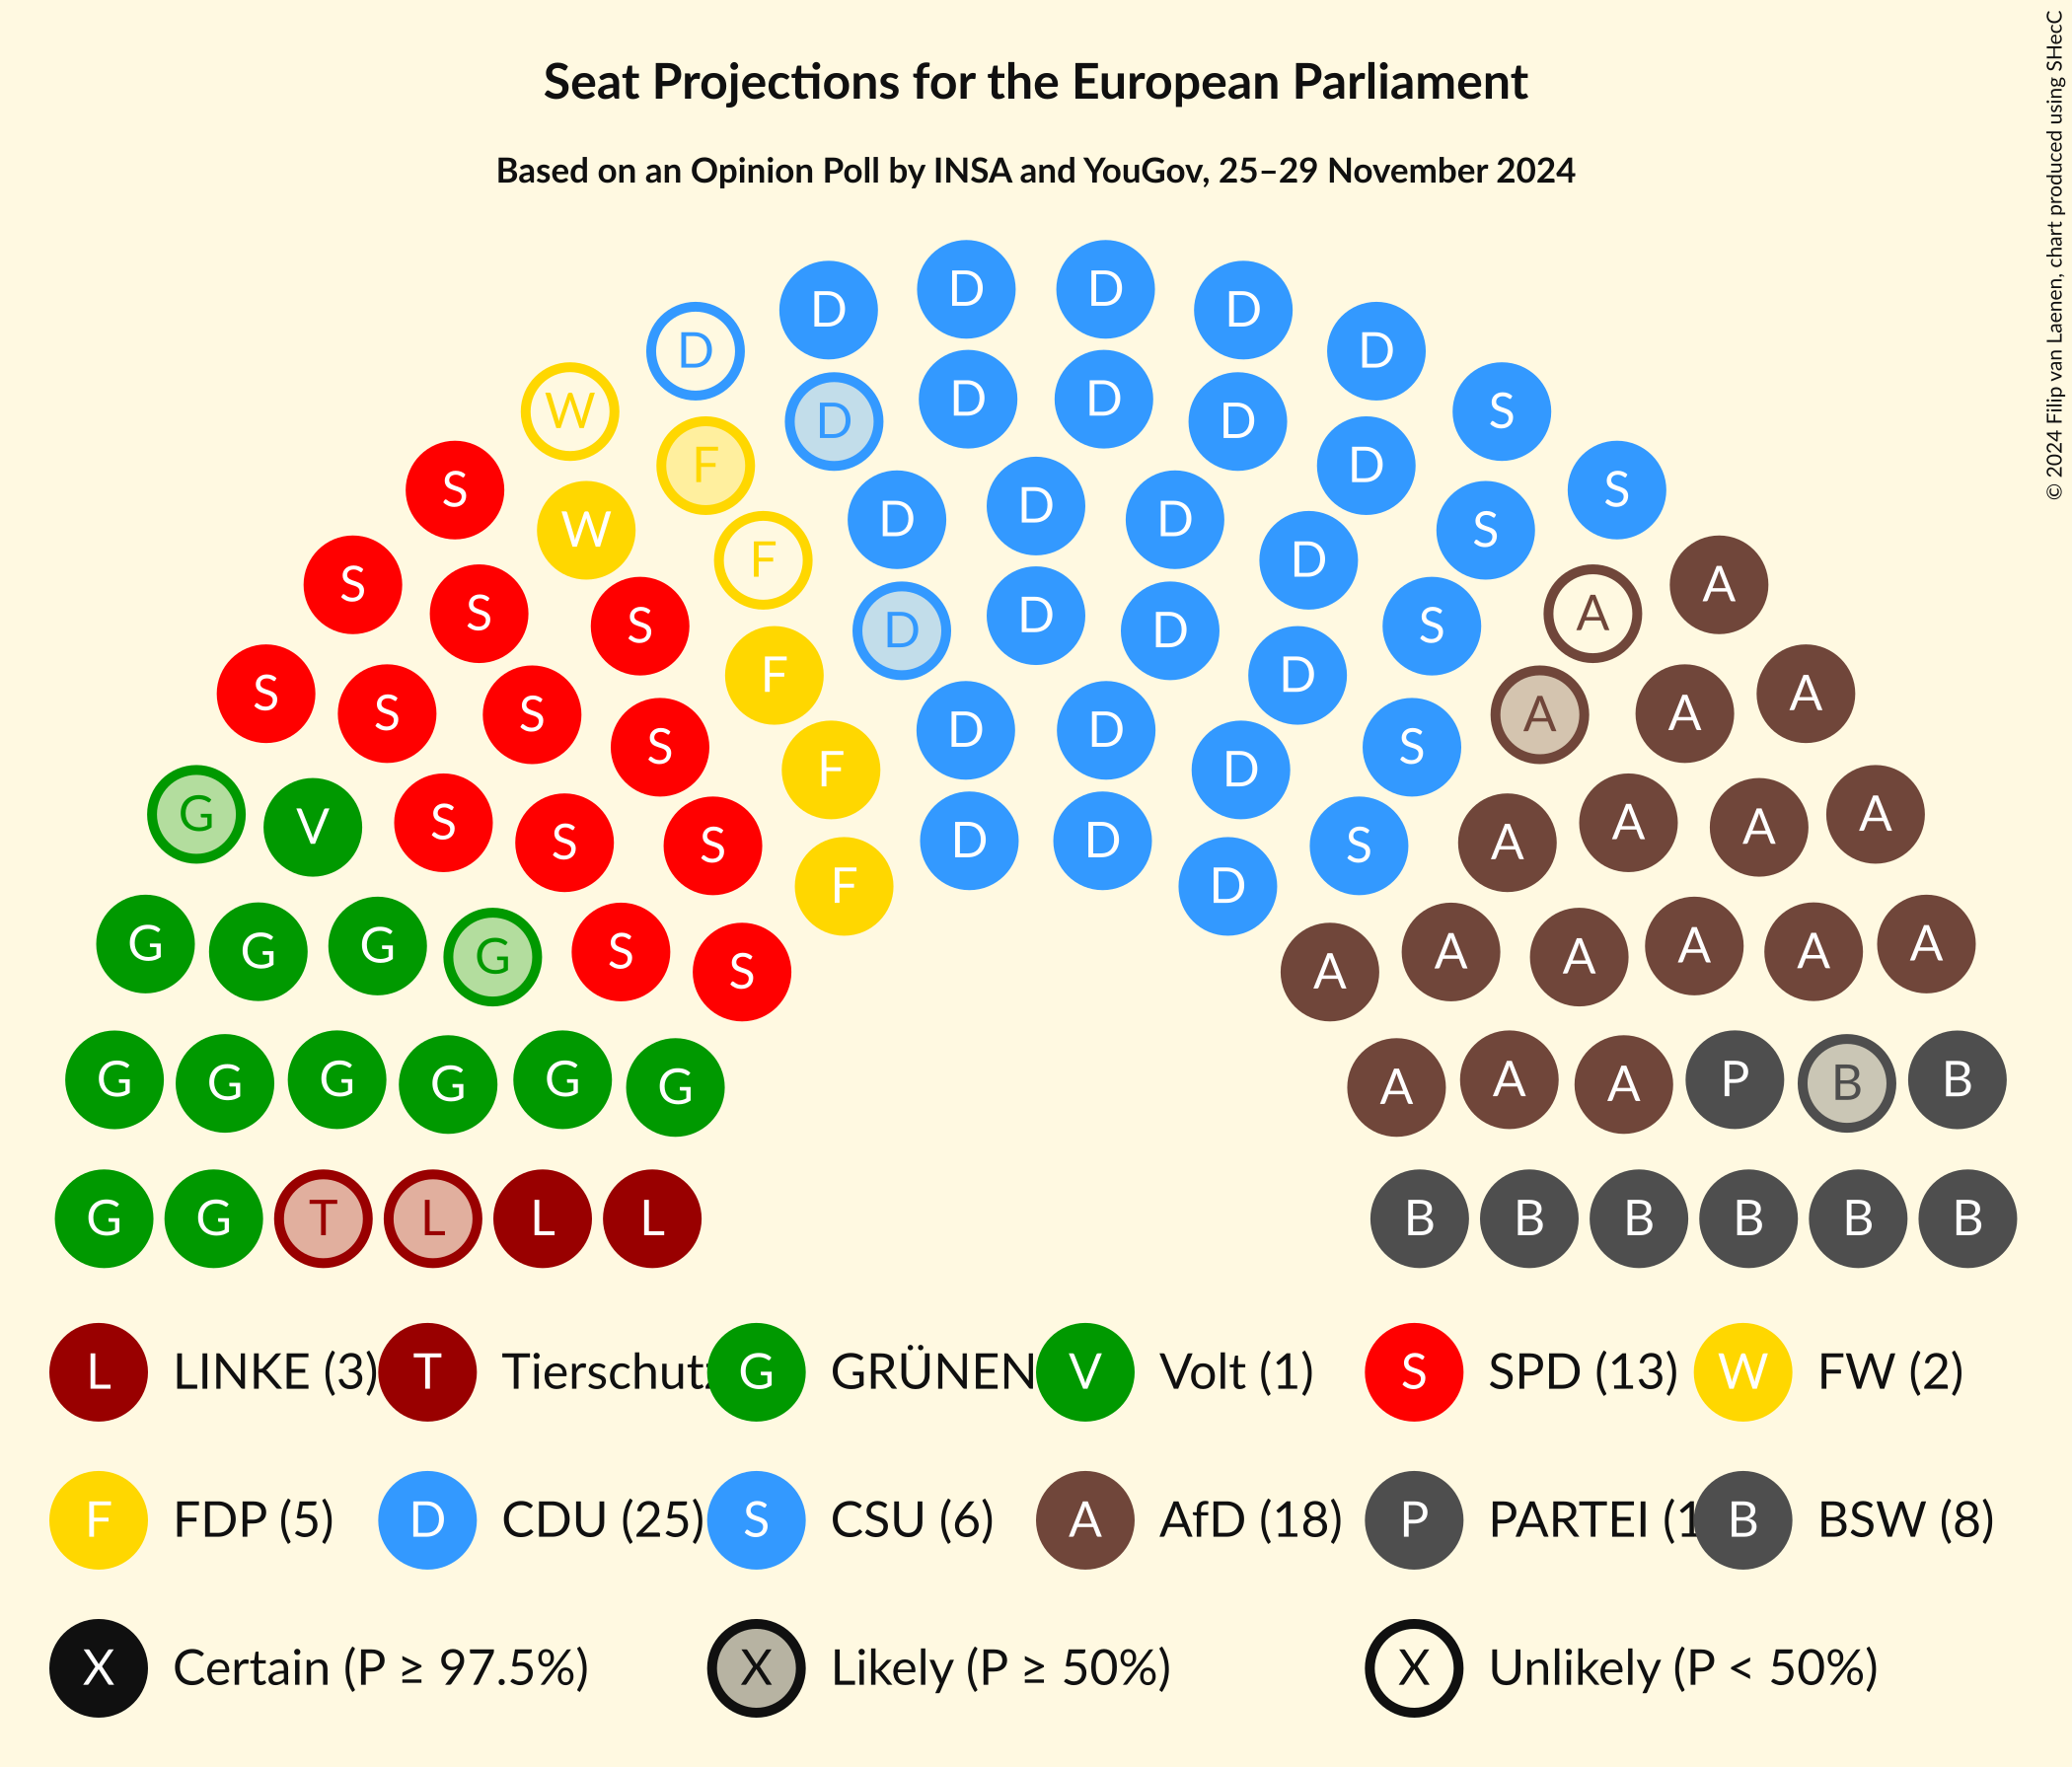 Seat Projections for the European Parliament
Based on an Opinion Poll by INSA and YouGov, 25–29 November 2024
© 2024 Filip van Laenen, chart produced using SHecC
D D
D D
D D
D D
W S
D D
F D
S S
D
D D
W S
F D
S A
S D A
S D D S
F D
S A
S S A A
D D
S S
F D
G A
V S A A
S S D D S A
F D
G G A A
G G S A A A
S A
G G G G G G A A A P B B
G G T L L L B B B B B B
L LINKE (3) T Tierschutz G GRÜNEN V Volt (1) S SPD (13) W FW (2)
F FDP (5) D CDU (25) S CSU (6) A AfD (18) P PARTEI (1 B BSW (8)
X Certain (P ≥ 97.5%) X Likely (P ≥ 50%) X Unlikely (P < 50%)